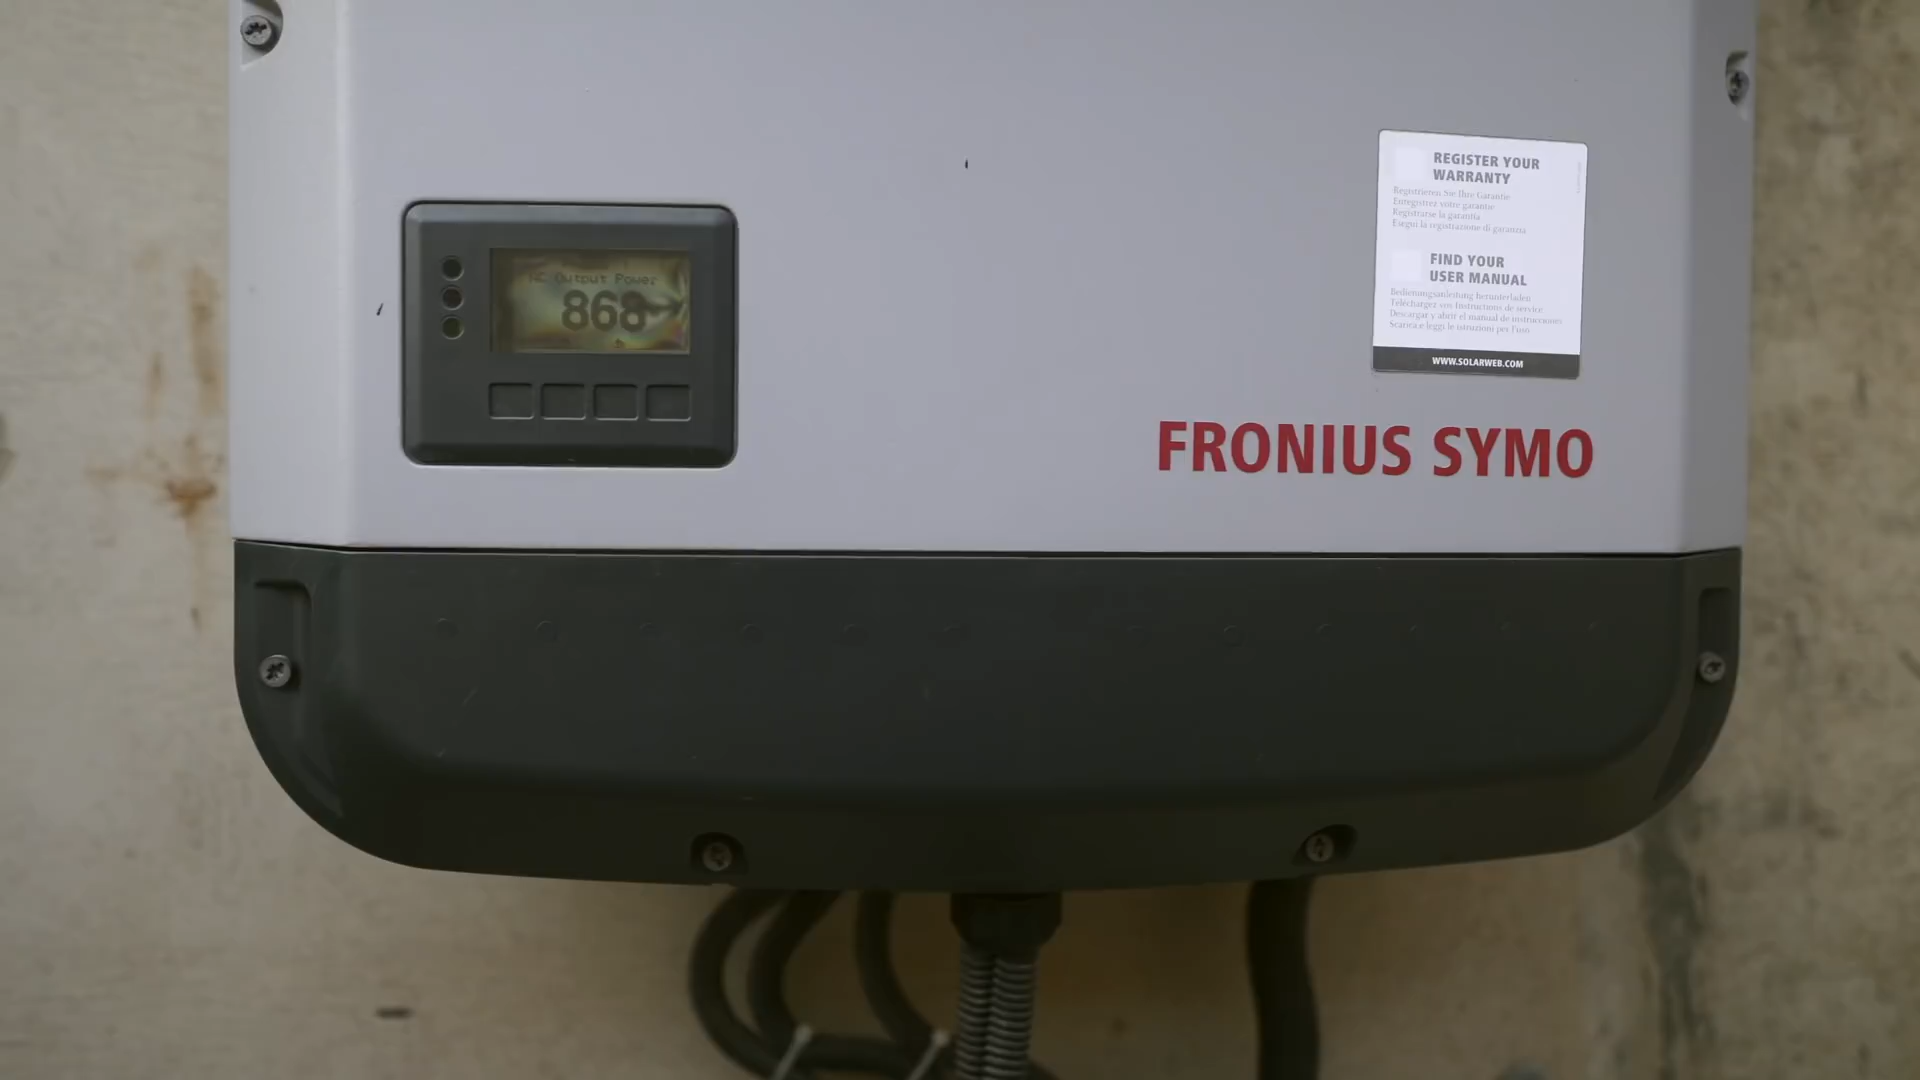 AC Output Power
868
REGISTER YOUR
WARRANTY
Registrieren Sie Ihre Garantie
Enregistrez votre garantie
Registrarse la garantía
Esegui la registrazione di garanzia
FIND YOUR
USER MANUAL
Bedienungsanleitung herunterladen
Téléchargez vos Instructions de service
Descargar y abrir el manual de instrucciones
Scarica e leggi le istruzioni per l'uso
WWW.SOLARWEB.COM
FRONIUS SYMO